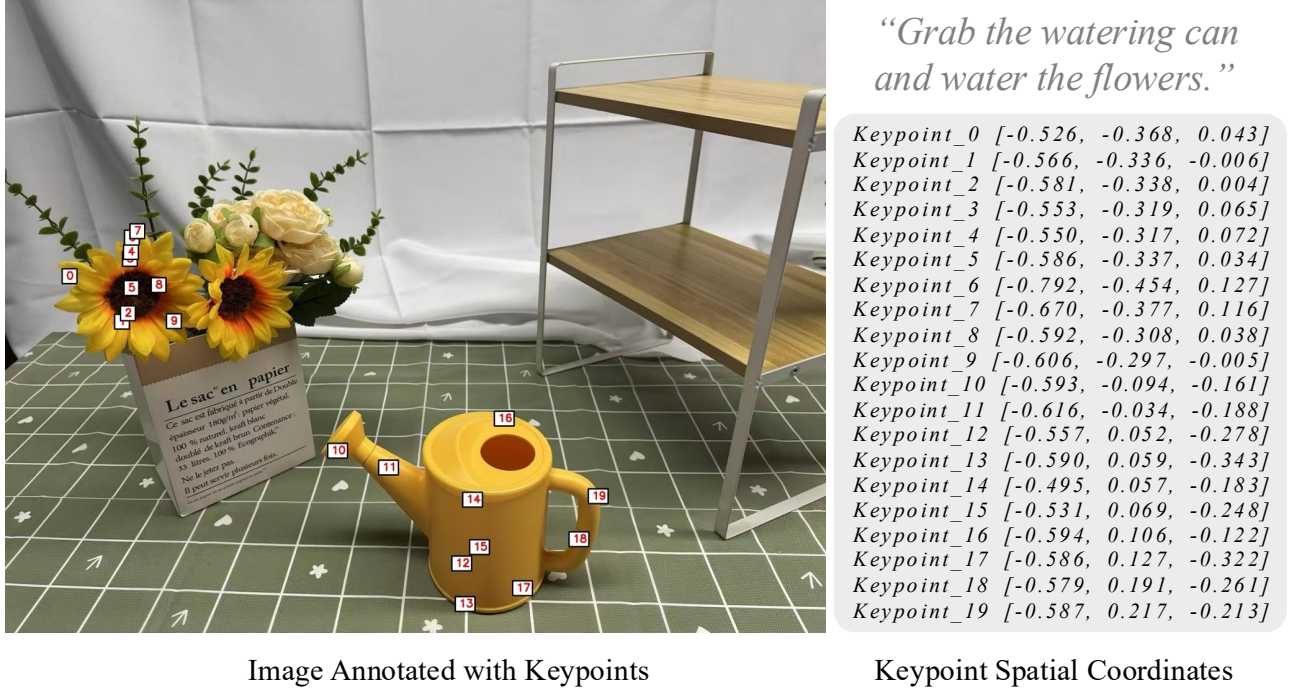 “Grab the watering can
and water the flowers.”
Keypoint_0 [-0.526, -0.368, 0.043]
Keypoint_1 [-0.566, -0.336, -0.006]
Keypoint_2 [-0.581, -0.338, 0.004]
Keypoint_3 [-0.553, -0.319, 0.065]
Keypoint_4 [-0.550, -0.317, 0.072]
Keypoint_5 [-0.586, -0.337, 0.034]
Keypoint_6 [-0.792, -0.454, 0.127]
Keypoint_7 [-0.670, -0.377, 0.116]
Keypoint_8 [-0.592, -0.308, 0.038]
Keypoint_9 [-0.606, -0.297, -0.005]
Keypoint_10 [-0.593, -0.094, -0.161]
Keypoint_11 [-0.616, -0.034, -0.188]
Keypoint_12 [-0.557, 0.052, -0.278]
Keypoint_13 [-0.590, 0.059, -0.343]
Keypoint_14 [-0.495, 0.057, -0.183]
Keypoint_15 [-0.531, 0.069, -0.248]
Keypoint_16 [-0.594, 0.106, -0.122]
Keypoint_17 [-0.586, 0.127, -0.322]
Keypoint_18 [-0.579, 0.191, -0.261]
Keypoint_19 [-0.587, 0.217, -0.213]
7
4
0
5
8
2
9
Le sac" en papier
Ce sac est fabriqué à partir de Double
épaisseur 180g/m²: papier végétal,
100 % naturel, kraft blanc
doublé de kraft brun Contenance:
33 litres. 100 % Ecographik"
Ne le jetez pas.
Il peut servir plusieurs fois.
16
10
11
14
19
18
15
12
17
13
Image Annotated with Keypoints
Keypoint Spatial Coordinates